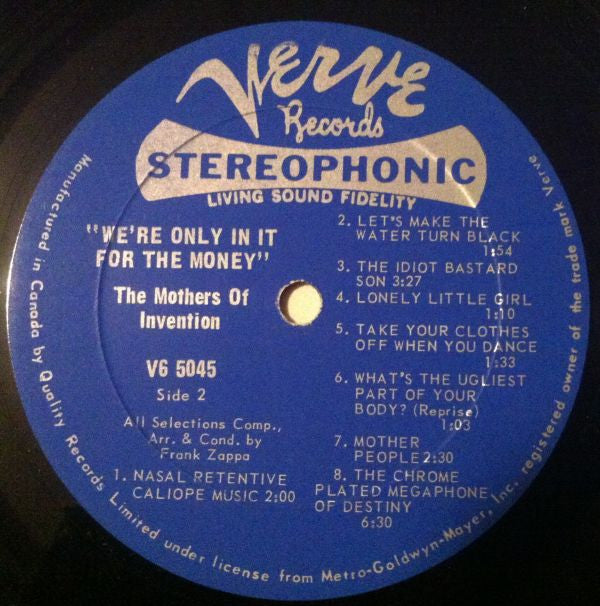 Verve
Records
STEREOPHONIC
LIVING SOUND FIDELITY
"WE'RE ONLY IN IT
FOR THE MONEY"
The Mothers Of
Invention
V6 5045
Side 2
All Selections Comp.,
Arr. & Cond. by
Frank Zappa
1. NASAL RETENTIVE
CALIOPE MUSIC 2:00
2. LET'S MAKE THE
WATER TURN BLACK
1:54
3. THE IDIOT BASTARD
SON 3:27
4. LONELY LITTLE GIRL
1:10
5. TAKE YOUR CLOTHES
OFF WHEN YOU DANCE
1:33
6. WHAT'S THE UGLIEST
PART OF YOUR
BODY? (Reprise)
1:03
7. MOTHER
PEOPLE 2:30
8. THE CHROME
PLATED MEGAPHONE
OF DESTINY
6:30
Manufactured in Canada by Quality Records Limited under license from Metro-Goldwyn-Mayer, Inc. registered owner of the trade mark Verve